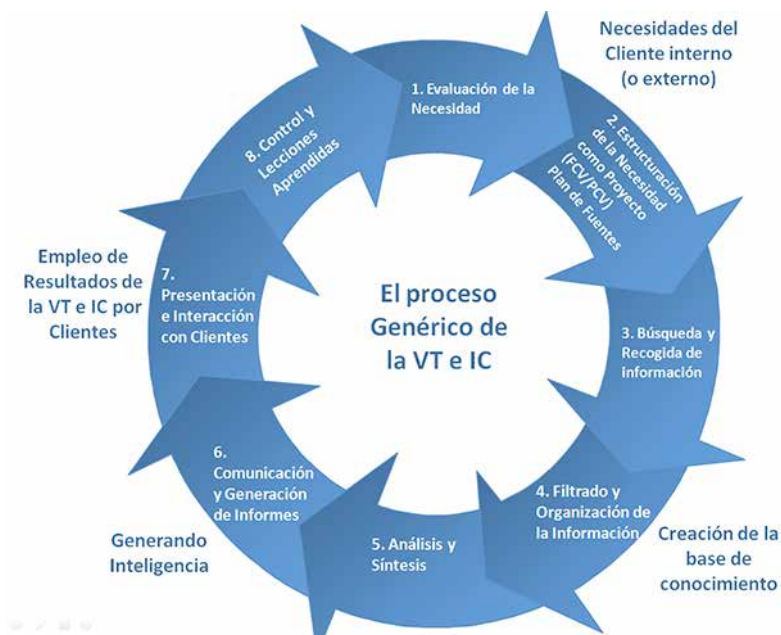 Necesidades del
Cliente interno
(o externo)
1. Evaluación de la
Necesidad
2. Estructuración
de la Necesidad
como Proyecto
(FCV/PCV)
Plan de Fuentes
3. Búsqueda y
Recogida de
Información
4. Filtrado y
Organización de
la Información
Creación de la
base de
conocimiento
5. Análisis y
Síntesis
6.
Comunicación
y Generación
de Informes
Generando
Inteligencia
7.
Presentación
e Interacción
con Clientes
Empleo de
Resultados de
la VT e IC por
Clientes
8. Control y
Lecciones
Aprendidas
El proceso
Genérico de
la VT e IC